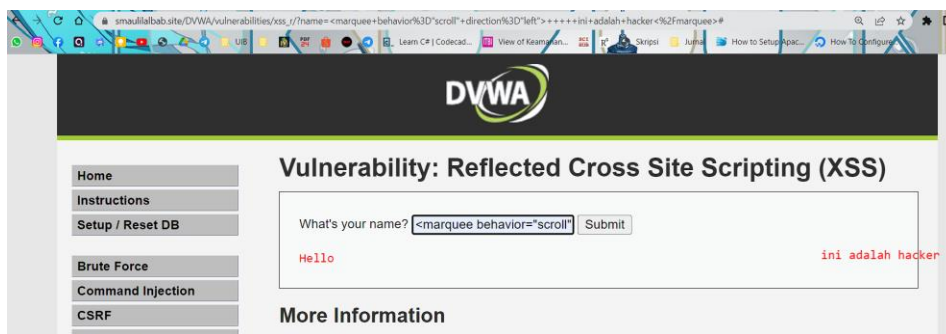 smaulilalbab.site/DVWA/vulnerabilities/xss_r/?name=<marquee+behavior%3D"scroll"+direction%3D"left">+++++ini+adalah+hacker<%2Fmarquee>#
UIB
Learn C# | Codecad...
View of Keamanan...
Skripsi
Jurnal
How to Setup Apac...
How To Configure
DVWA
Home
Instructions
Setup / Reset DB
Brute Force
Command Injection
CSRF
Vulnerability: Reflected Cross Site Scripting (XSS)
What's your name? <marquee behavior="scroll" Submit
Hello ini adalah hacker
More Information